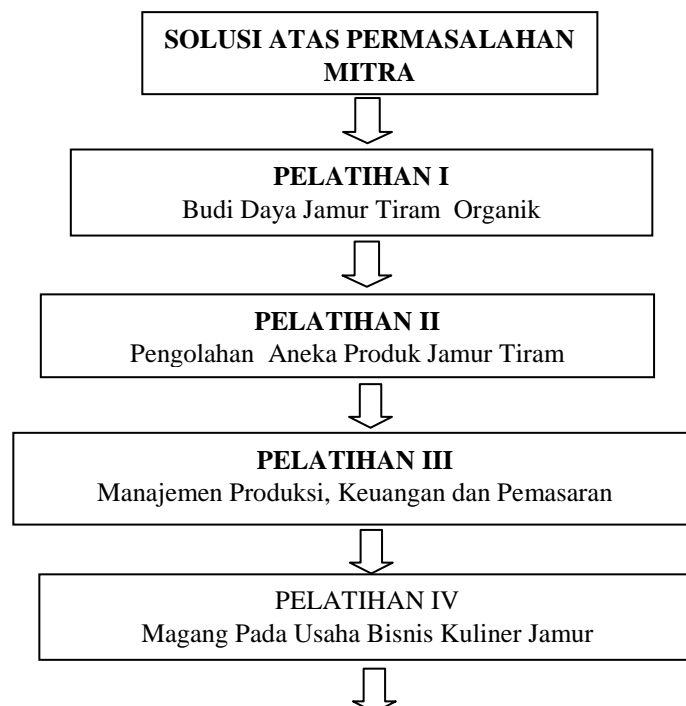 SOLUSI ATAS PERMASALAHAN
MITRA
PELATIHAN I
Budi Daya Jamur Tiram Organik
PELATIHAN II
Pengolahan Aneka Produk Jamur Tiram
PELATIHAN III
Manajemen Produksi, Keuangan dan Pemasaran
PELATIHAN IV
Magang Pada Usaha Bisnis Kuliner Jamur